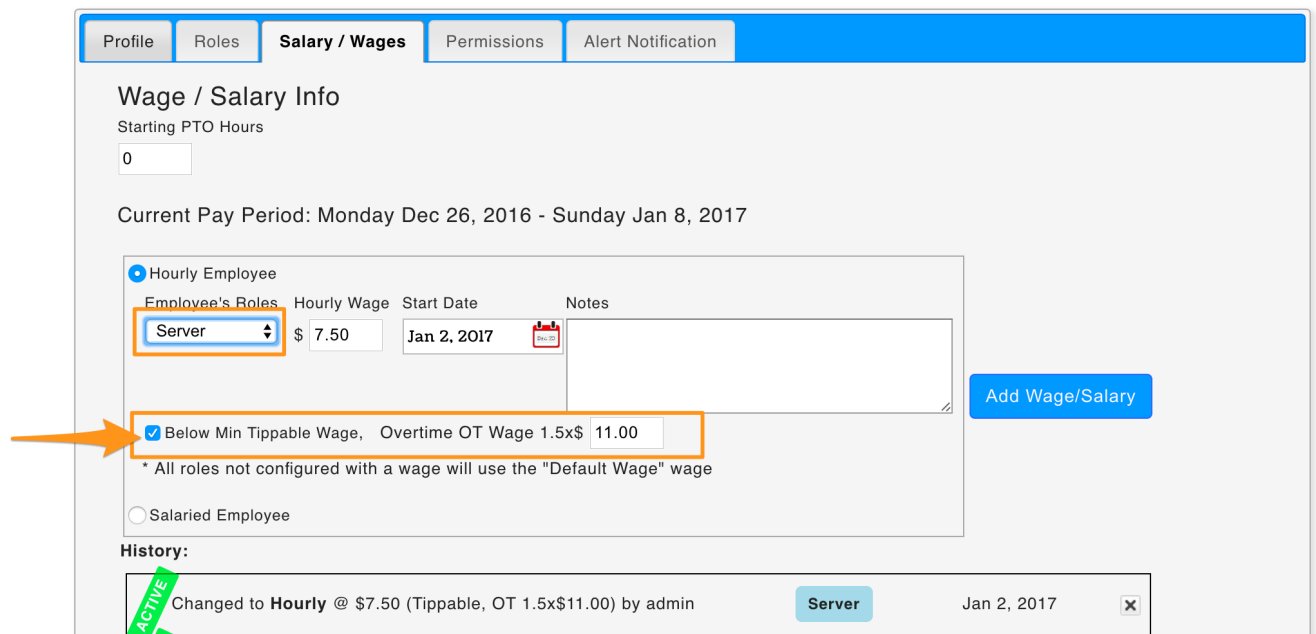 Profile Roles Salary / Wages Permissions Alert Notification
Wage / Salary Info
Starting PTO Hours
0
Current Pay Period: Monday Dec 26, 2016 - Sunday Jan 8, 2017
Hourly Employee
Employee's Roles Hourly Wage Start Date Notes
Server $ 7.50 Jan 2, 2017
Add Wage/Salary
Below Min Tippable Wage, Overtime OT Wage 1.5x$ 11.00
* All roles not configured with a wage will use the "Default Wage" wage
Salaried Employee
History:
ACTIVE
Changed to Hourly @ $7.50 (Tippable, OT 1.5x$11.00) by admin Server Jan 2, 2017